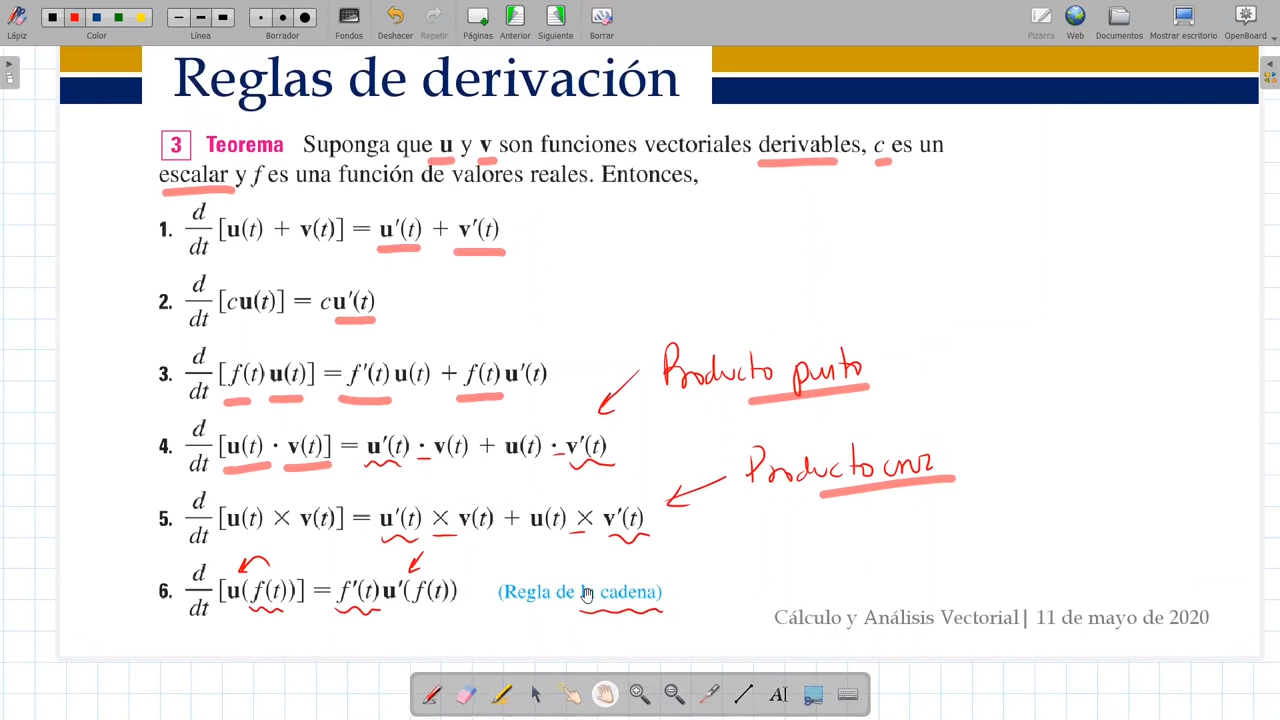 Lápiz Color Línea Borrador Fondos Deshacer Repetir Páginas Anterior Siguiente Borrar Pizarra Web Documentos Mostrar escritorio OpenBoard
Reglas de derivación
3 Teorema Suponga que u y v son funciones vectoriales derivables, c es un
escalar y f es una función de valores reales. Entonces,
1. d/dt [u(t) + v(t)] = u′(t) + v′(t)
2. d/dt [cu(t)] = cu′(t)
3. d/dt [f(t) u(t)] = f′(t) u(t) + f(t) u′(t)
Producto punto
4. d/dt [u(t) · v(t)] = u′(t) · v(t) + u(t) · v′(t)
Producto cruz
5. d/dt [u(t) × v(t)] = u′(t) × v(t) + u(t) × v′(t)
6. d/dt [u(f(t))] = f′(t)u′(f(t)) (Regla de la cadena)
Cálculo y Análisis Vectorial| 11 de mayo de 2020
AI